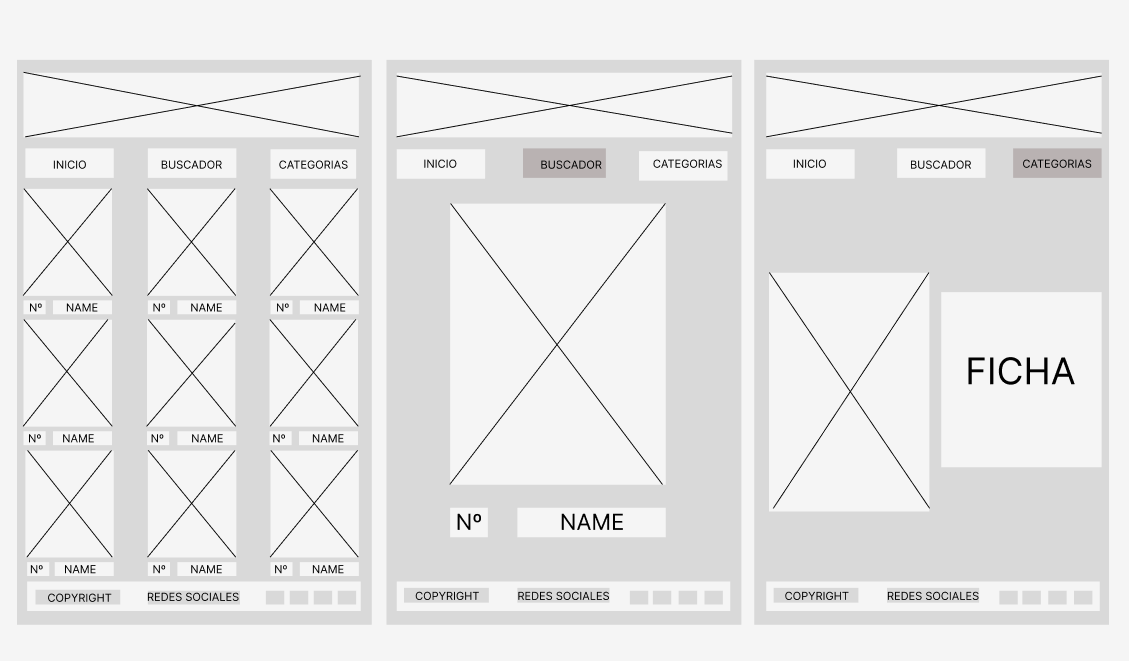 INICIO
BUSCADOR
CATEGORIAS
Nº NAME
Nº NAME
Nº NAME
Nº NAME
Nº NAME
Nº NAME
Nº NAME
Nº NAME
Nº NAME
COPYRIGHT
REDES SOCIALES
INICIO
BUSCADOR
CATEGORIAS
Nº NAME
COPYRIGHT
REDES SOCIALES
INICIO
BUSCADOR
CATEGORIAS
FICHA
COPYRIGHT
REDES SOCIALES